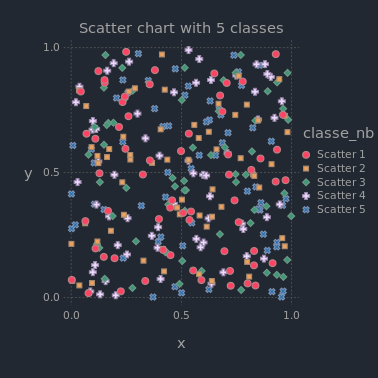 Scatter chart with 5 classes
1.0
0.5
0.0
y
0.0 0.5 1.0
x
classe_nb
Scatter 1
Scatter 2
Scatter 3
Scatter 4
Scatter 5